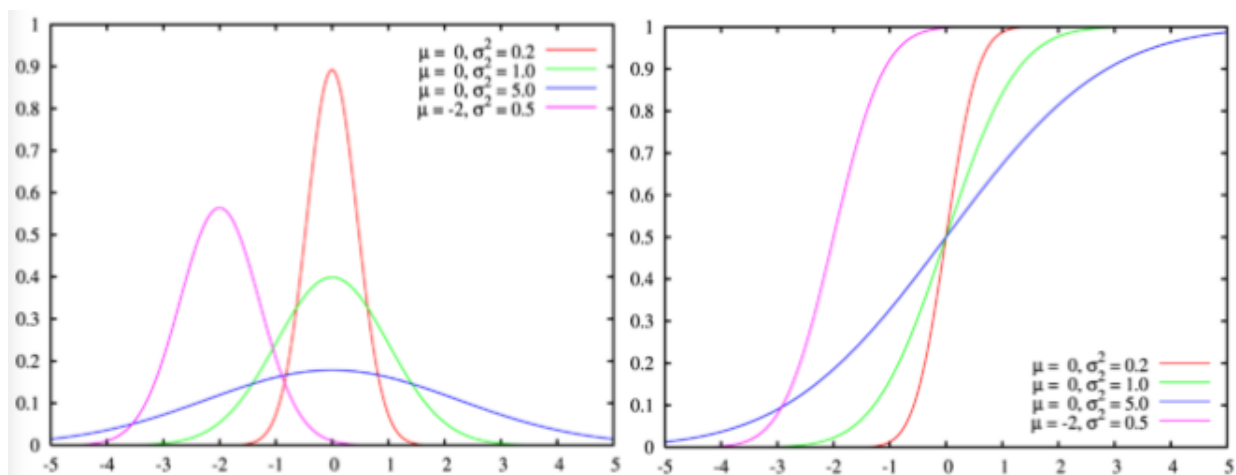 1
0.9
0.8
0.7
0.6
0.5
0.4
0.3
0.2
0.1
0
-5 -4 -3 -2 -1 0 1 2 3 4 5
μ = 0, σ² = 0.2
μ = 0, σ² = 1.0
μ = 0, σ² = 5.0
μ = -2, σ² = 0.5
1
0.9
0.8
0.7
0.6
0.5
0.4
0.3
0.2
0.1
0
-5 -4 -3 -2 -1 0 1 2 3 4 5
μ = 0, σ² = 0.2
μ = 0, σ² = 1.0
μ = 0, σ² = 5.0
μ = -2, σ² = 0.5